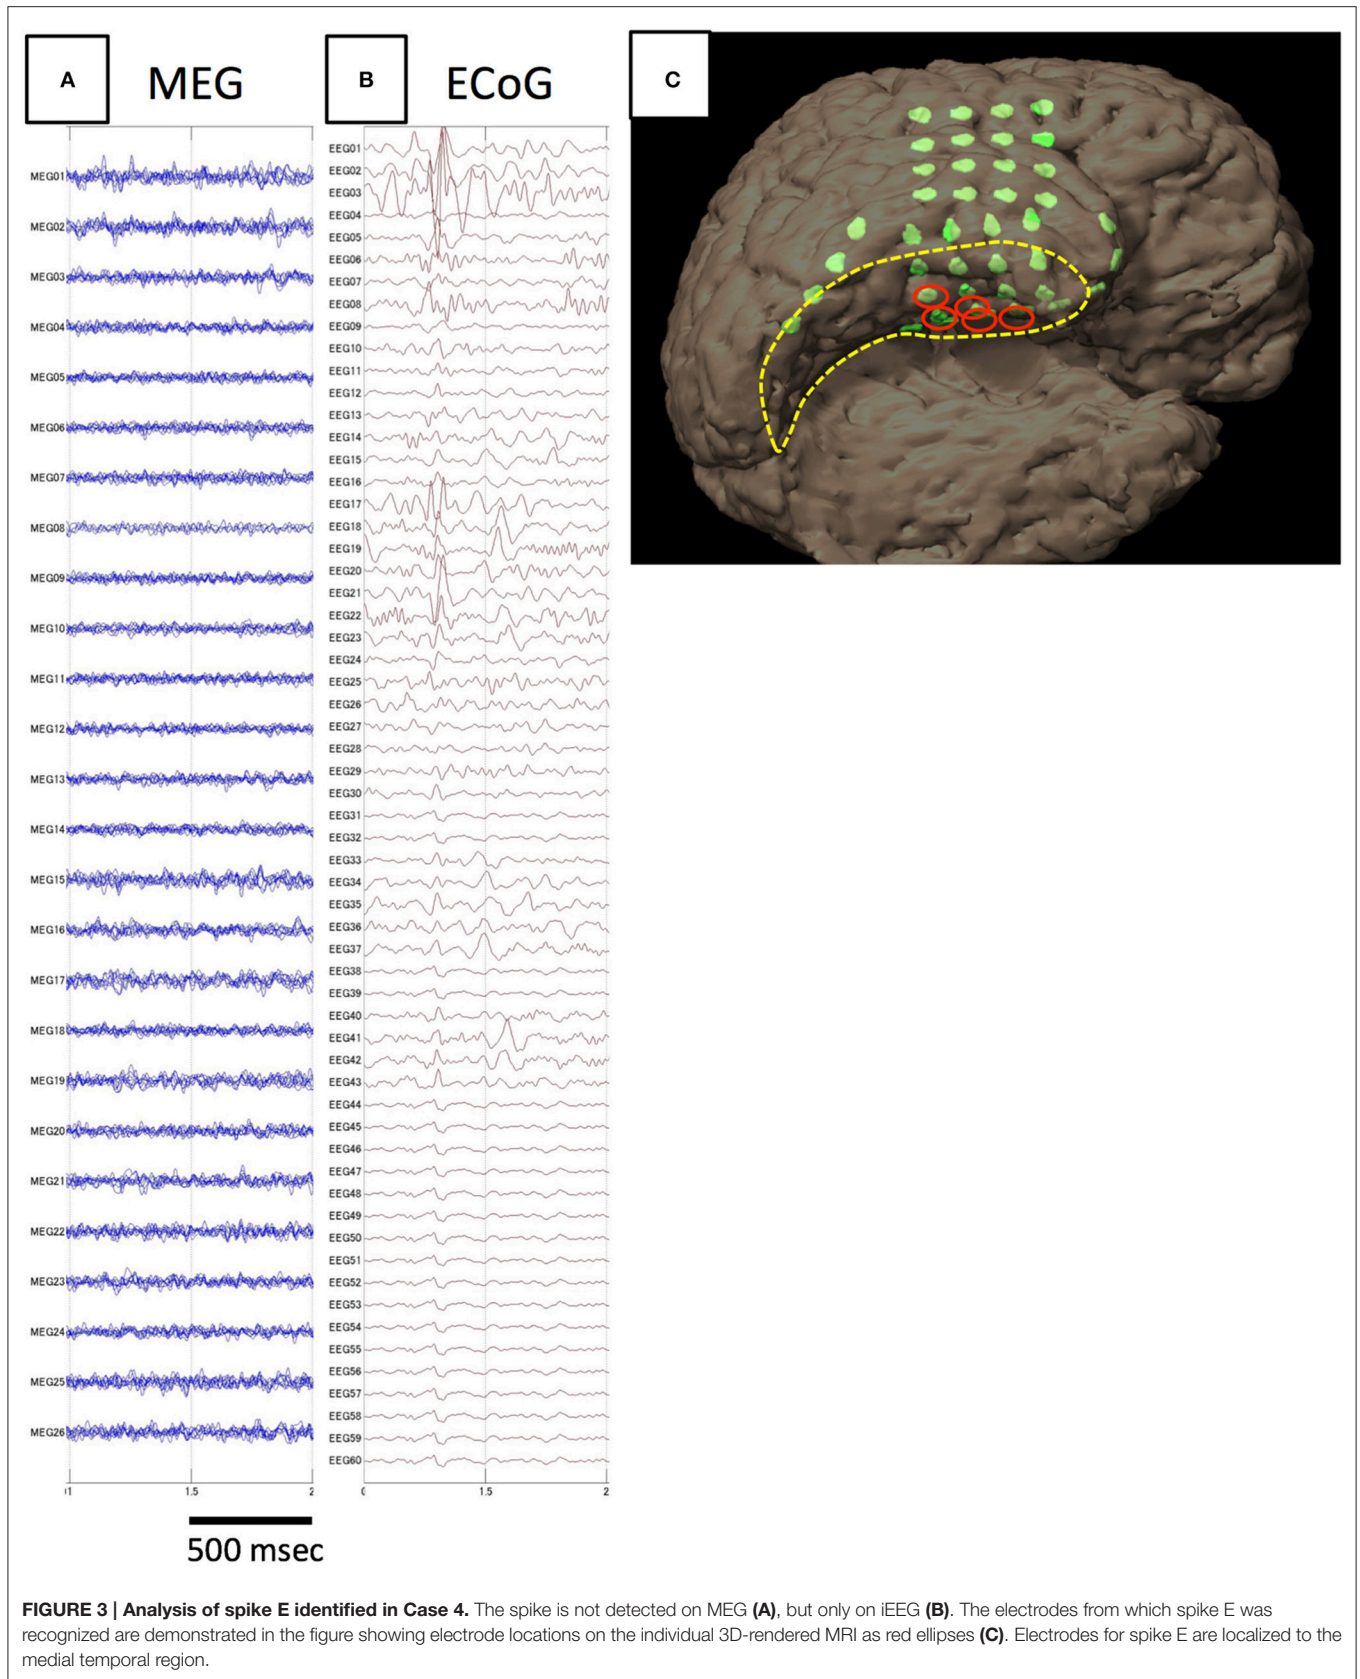 A
MEG
B
ECoG
C
MEG01
MEG02
MEG03
MEG04
MEG05
MEG06
MEG07
MEG08
MEG09
MEG10
MEG11
MEG12
MEG13
MEG14
MEG15
MEG16
MEG17
MEG18
MEG19
MEG20
MEG21
MEG22
MEG23
MEG24
MEG25
MEG26
1
1.5
2
500 msec
EEG01
EEG02
EEG03
EEG04
EEG05
EEG06
EEG07
EEG08
EEG09
EEG10
EEG11
EEG12
EEG13
EEG14
EEG15
EEG16
EEG17
EEG18
EEG19
EEG20
EEG21
EEG22
EEG23
EEG24
EEG25
EEG26
EEG27
EEG28
EEG29
EEG30
EEG31
EEG32
EEG33
EEG34
EEG35
EEG36
EEG37
EEG38
EEG39
EEG40
EEG41
EEG42
EEG43
EEG44
EEG45
EEG46
EEG47
EEG48
EEG49
EEG50
EEG51
EEG52
EEG53
EEG54
EEG55
EEG56
EEG57
EEG58
EEG59
EEG60
1.5
2
FIGURE 3 | Analysis of spike E identified in Case 4. The spike is not detected on MEG (A), but only on iEEG (B). The electrodes from which spike E was
recognized are demonstrated in the figure showing electrode locations on the individual 3D-rendered MRI as red ellipses (C). Electrodes for spike E are localized to the
medial temporal region.